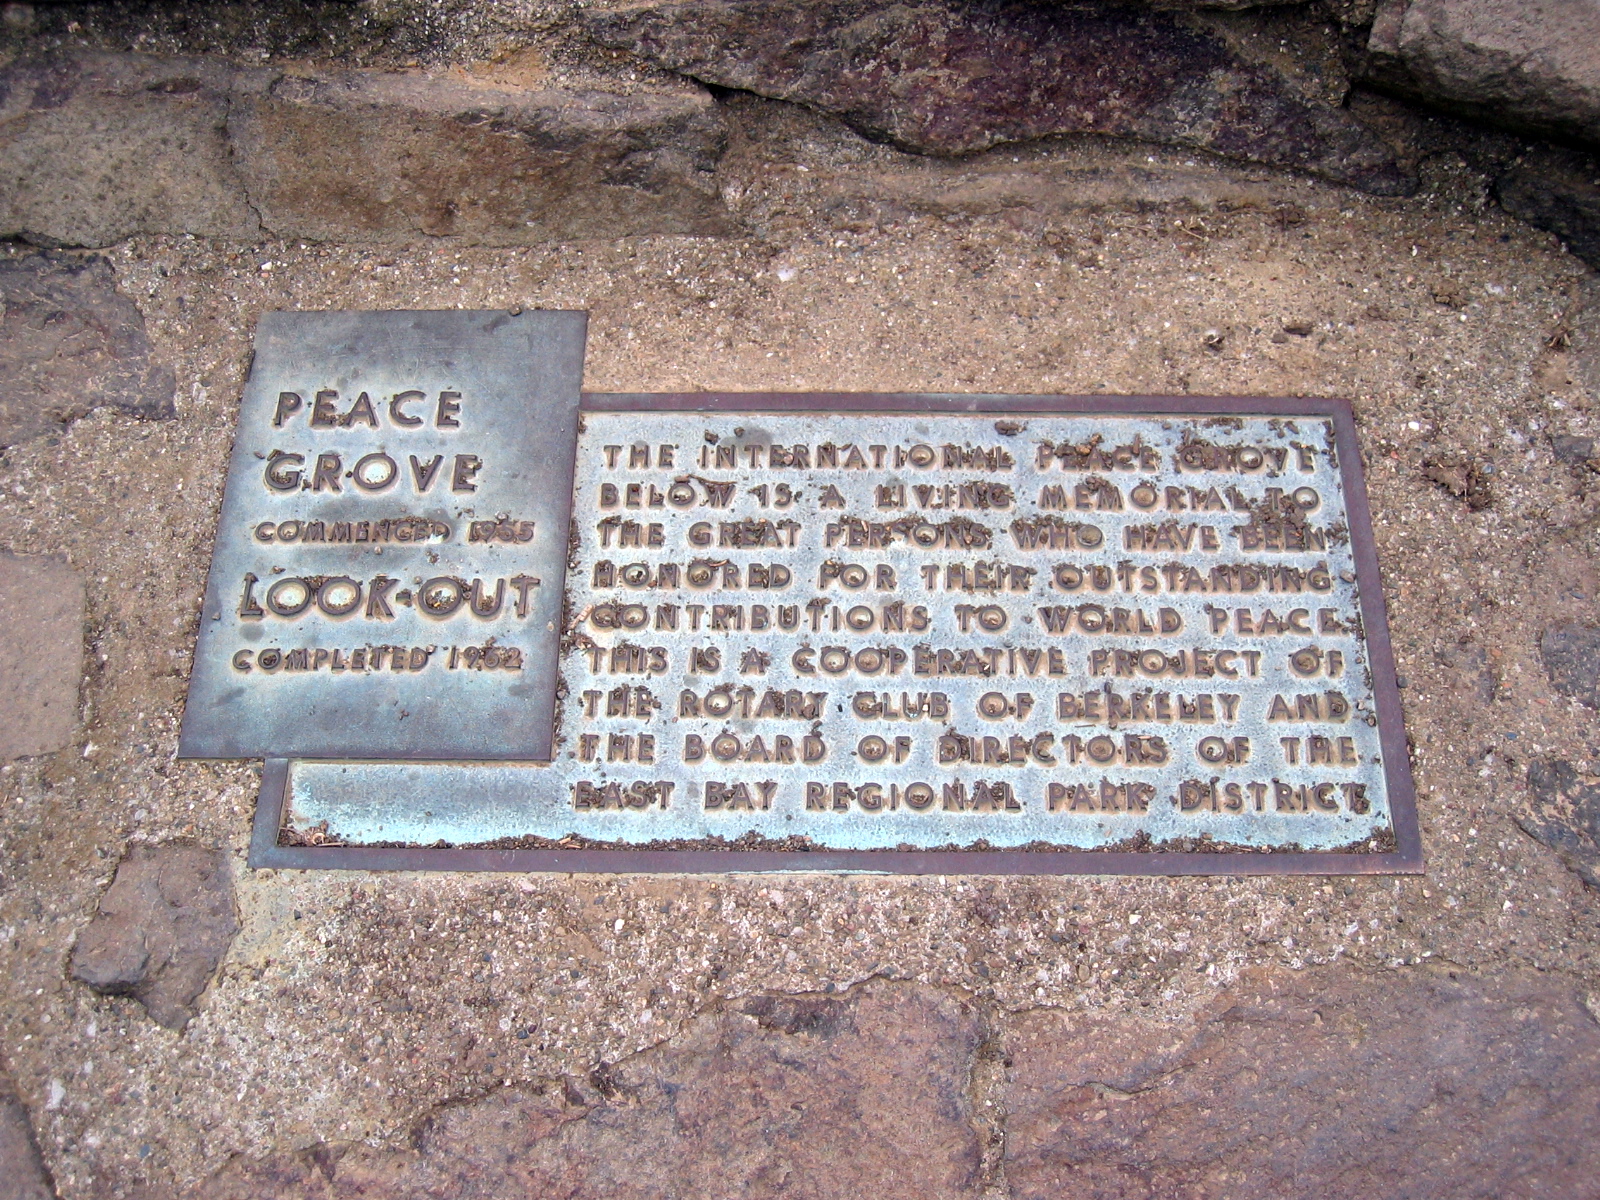 PEACE
GROVE
COMMENCED 1955
LOOK-OUT
COMPLETED 1962
THE INTERNATIONAL PEACE GROVE
BELOW IS A LIVING MEMORIAL TO
THE GREAT PERSONS WHO HAVE BEEN
HONORED FOR THEIR OUTSTANDING
CONTRIBUTIONS TO WORLD PEACE.
THIS IS A COOPERATIVE PROJECT OF
THE ROTARY CLUB OF BERKELEY AND
THE BOARD OF DIRECTORS OF THE
EAST BAY REGIONAL PARK DISTRICT.